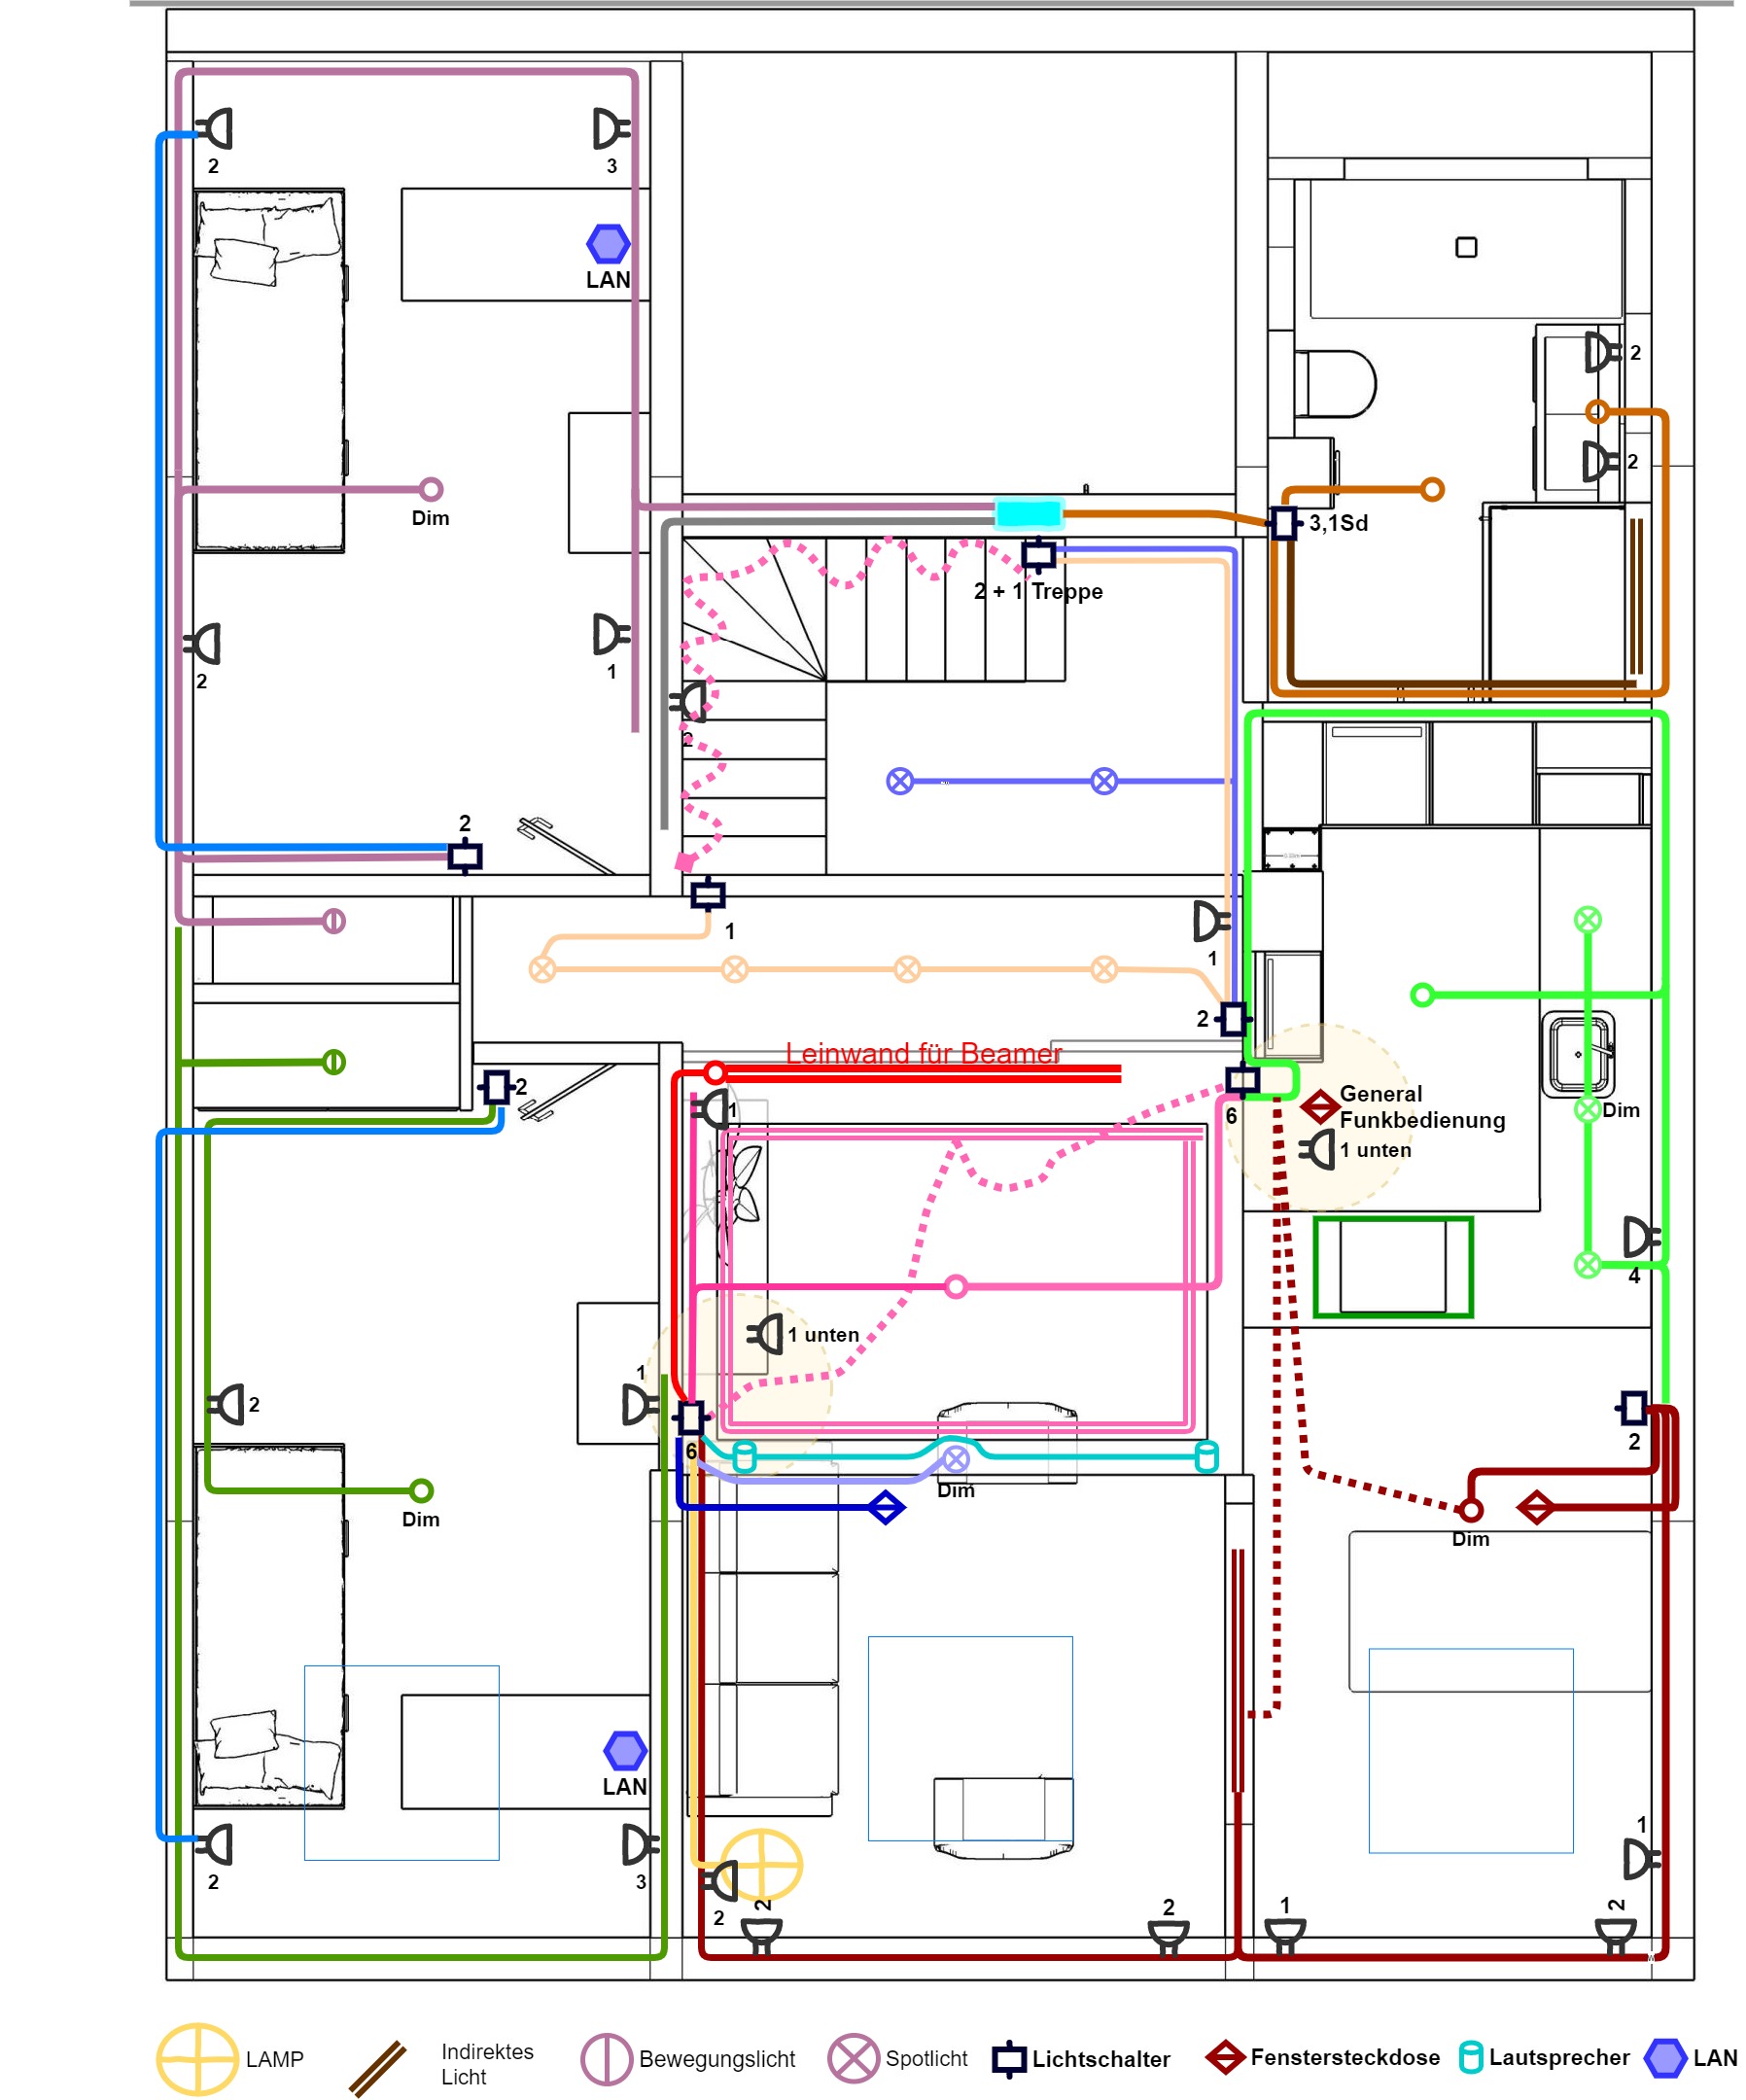 2
3
LAN
2
2
Dim
3,1Sd
2 + 1 Treppe
2
1
2
2
1
1
2
Leinwand für Beamer
2
1
General
Funkbedienung
6
Dim
1 unten
1 unten
4
1
2
2
6
Dim
Dim
Dim
LAN
1
2
3
2
2
2
1
2
LAMP
Indirektes
Licht
Bewegungslicht
Spotlicht
Lichtschalter
Fenstersteckdose
Lautsprecher
LAN